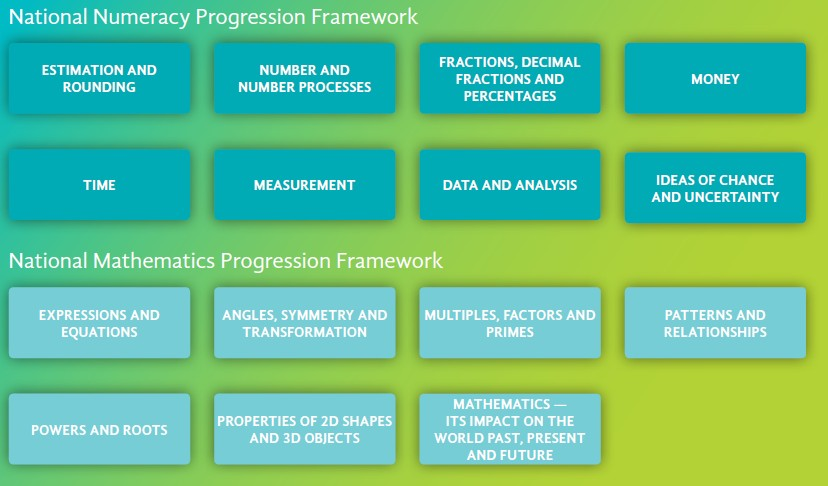 National Numeracy Progression Framework
ESTIMATION AND
ROUNDING
NUMBER AND
NUMBER PROCESSES
FRACTIONS, DECIMAL
FRACTIONS AND
PERCENTAGES
MONEY
TIME
MEASUREMENT
DATA AND ANALYSIS
IDEAS OF CHANCE
AND UNCERTAINTY
National Mathematics Progression Framework
EXPRESSIONS AND
EQUATIONS
ANGLES, SYMMETRY AND
TRANSFORMATION
MULTIPLES, FACTORS AND
PRIMES
PATTERNS AND
RELATIONSHIPS
POWERS AND ROOTS
PROPERTIES OF 2D SHAPES
AND 3D OBJECTS
MATHEMATICS —
ITS IMPACT ON THE
WORLD PAST, PRESENT
AND FUTURE